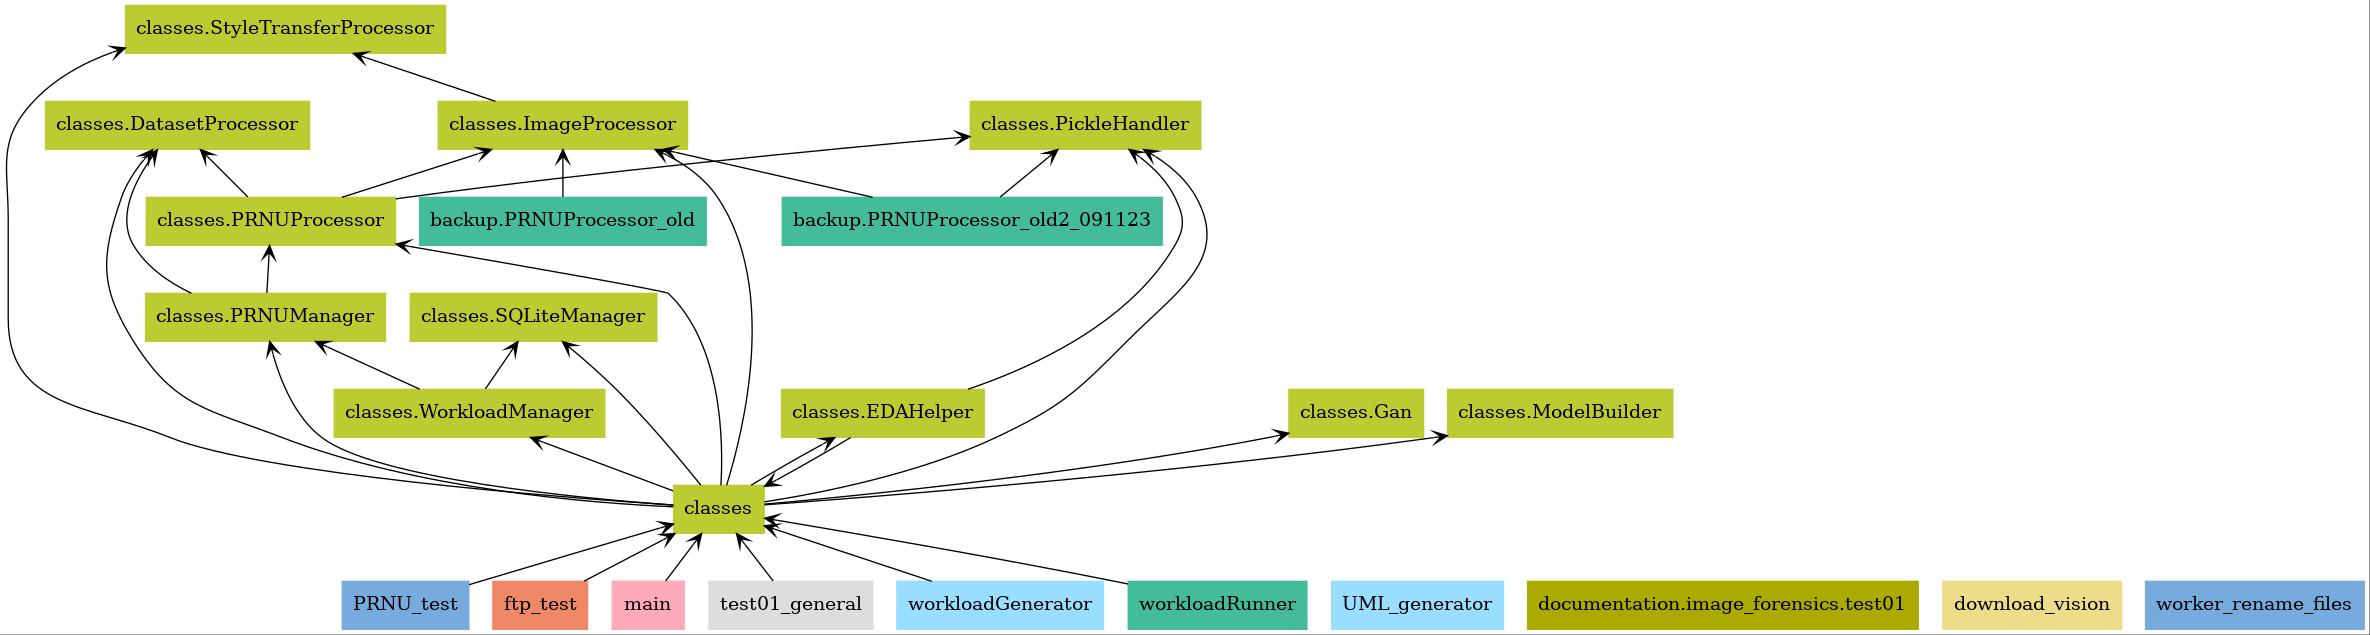 classes.StyleTransferProcessor
classes.DatasetProcessor
classes.ImageProcessor
classes.PickleHandler
classes.PRNUProcessor
backup.PRNUProcessor_old
backup.PRNUProcessor_old2_091123
classes.PRNUManager
classes.SQLiteManager
classes.WorkloadManager
classes.EDAHelper
classes.Gan
classes.ModelBuilder
classes
PRNU_test
ftp_test
main
test01_general
workloadGenerator
workloadRunner
UML_generator
documentation.image_forensics.test01
download_vision
worker_rename_files